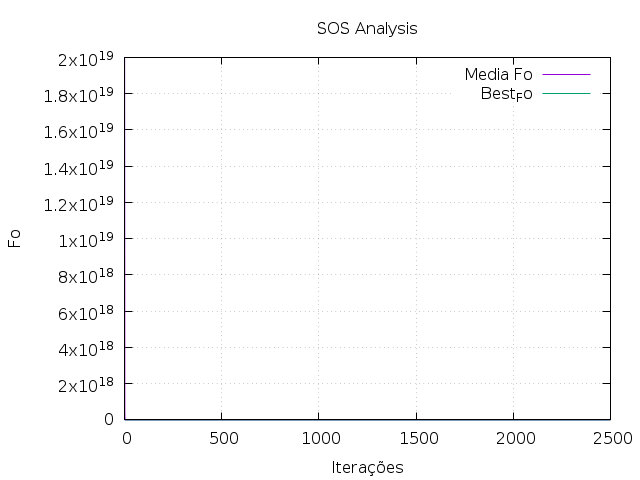 SOS Analysis
Media Fo
Best_Fo
2x10^19
1.8x10^19
1.6x10^19
1.4x10^19
1.2x10^19
1x10^19
8x10^18
6x10^18
4x10^18
2x10^18
0
Fo
0 500 1000 1500 2000 2500
Iterações